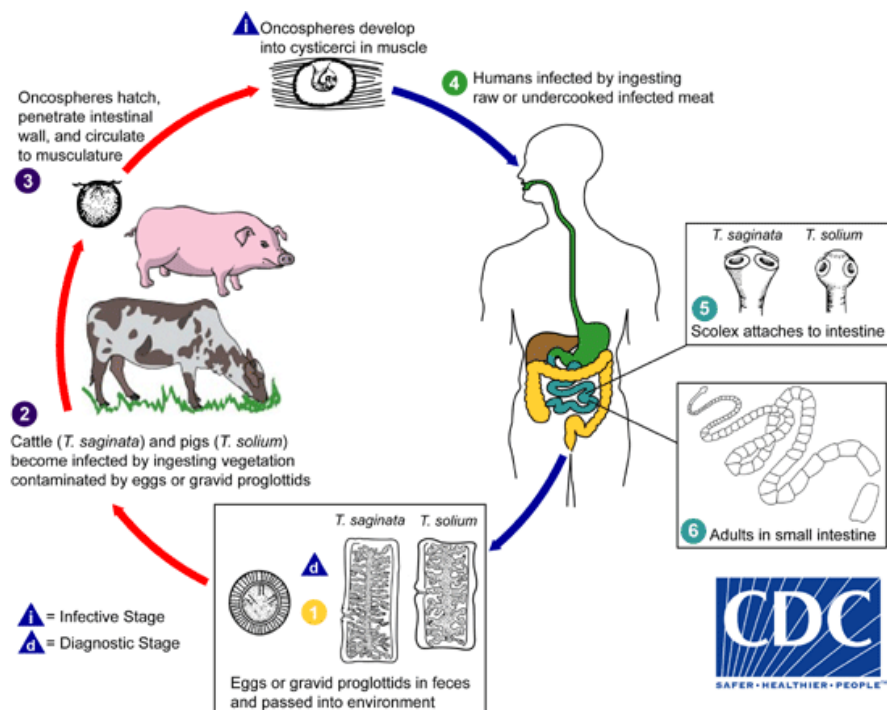 i
Oncospheres develop
into cysticerci in muscle
4
Humans infected by ingesting
raw or undercooked infected meat
Oncospheres hatch,
penetrate intestinal
wall, and circulate
to musculature
3
T. saginata
T. solium
5
Scolex attaches to intestine
2
Cattle (T. saginata) and pigs (T. solium)
become infected by ingesting vegetation
contaminated by eggs or gravid proglottids
6
Adults in small intestine
T. saginata
T. solium
d
1
Eggs or gravid proglottids in feces
and passed into environment
i = Infective Stage
d = Diagnostic Stage
CDC
SAFER • HEALTHIER • PEOPLE™